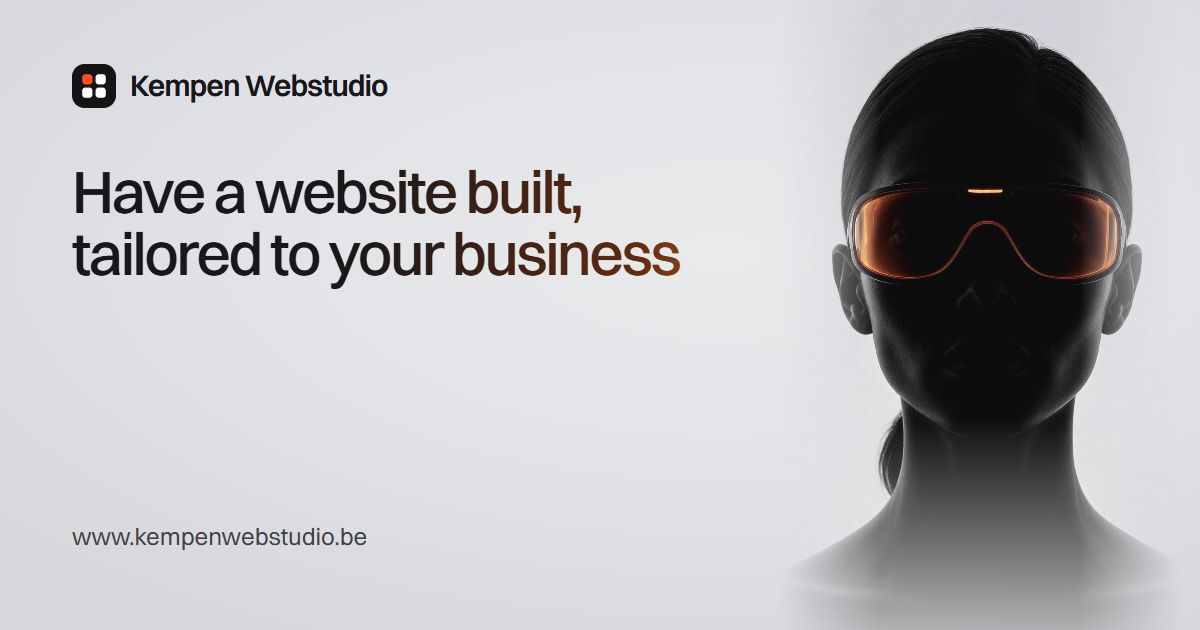 Kempen Webstudio
Have a website built,
tailored to your business
www.kempenwebstudio.be